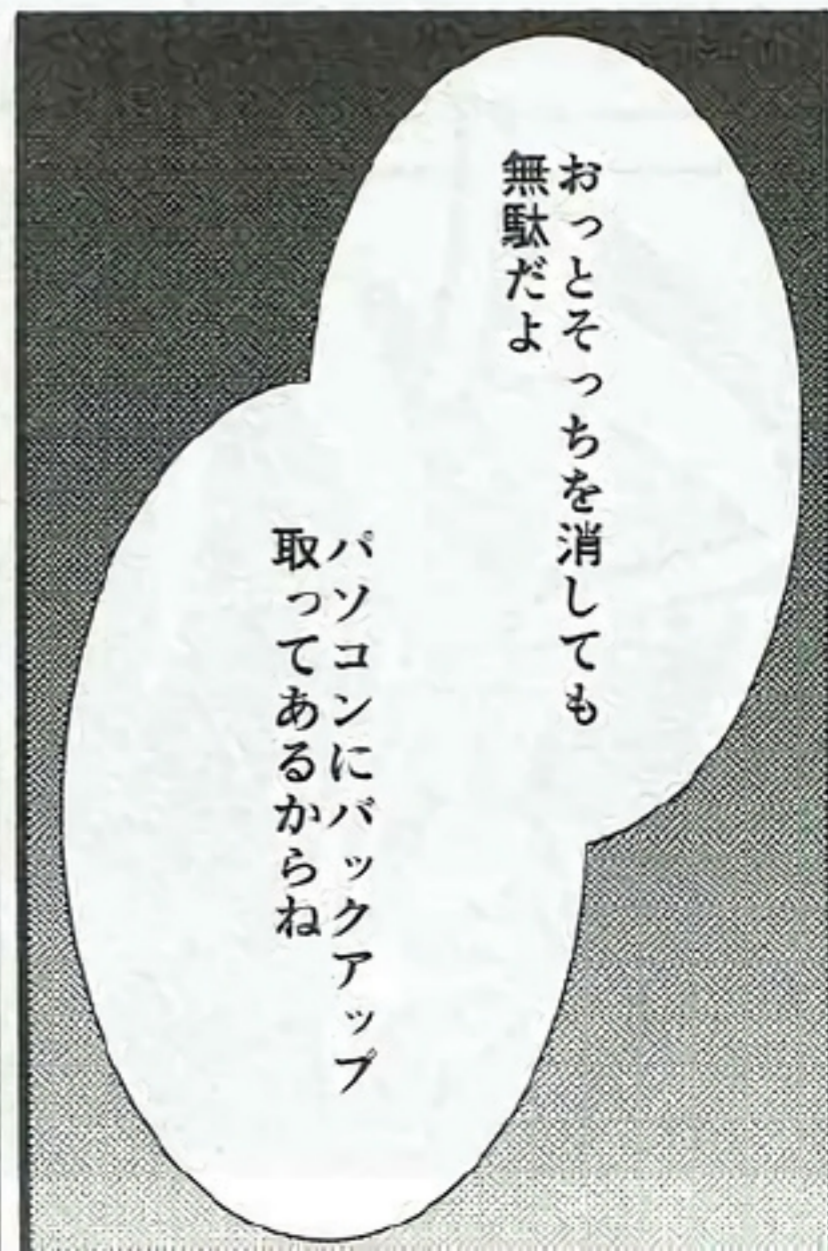 おっとそっちを消しても
無駄だよ
パソコンにバックアップ
取ってあるからね